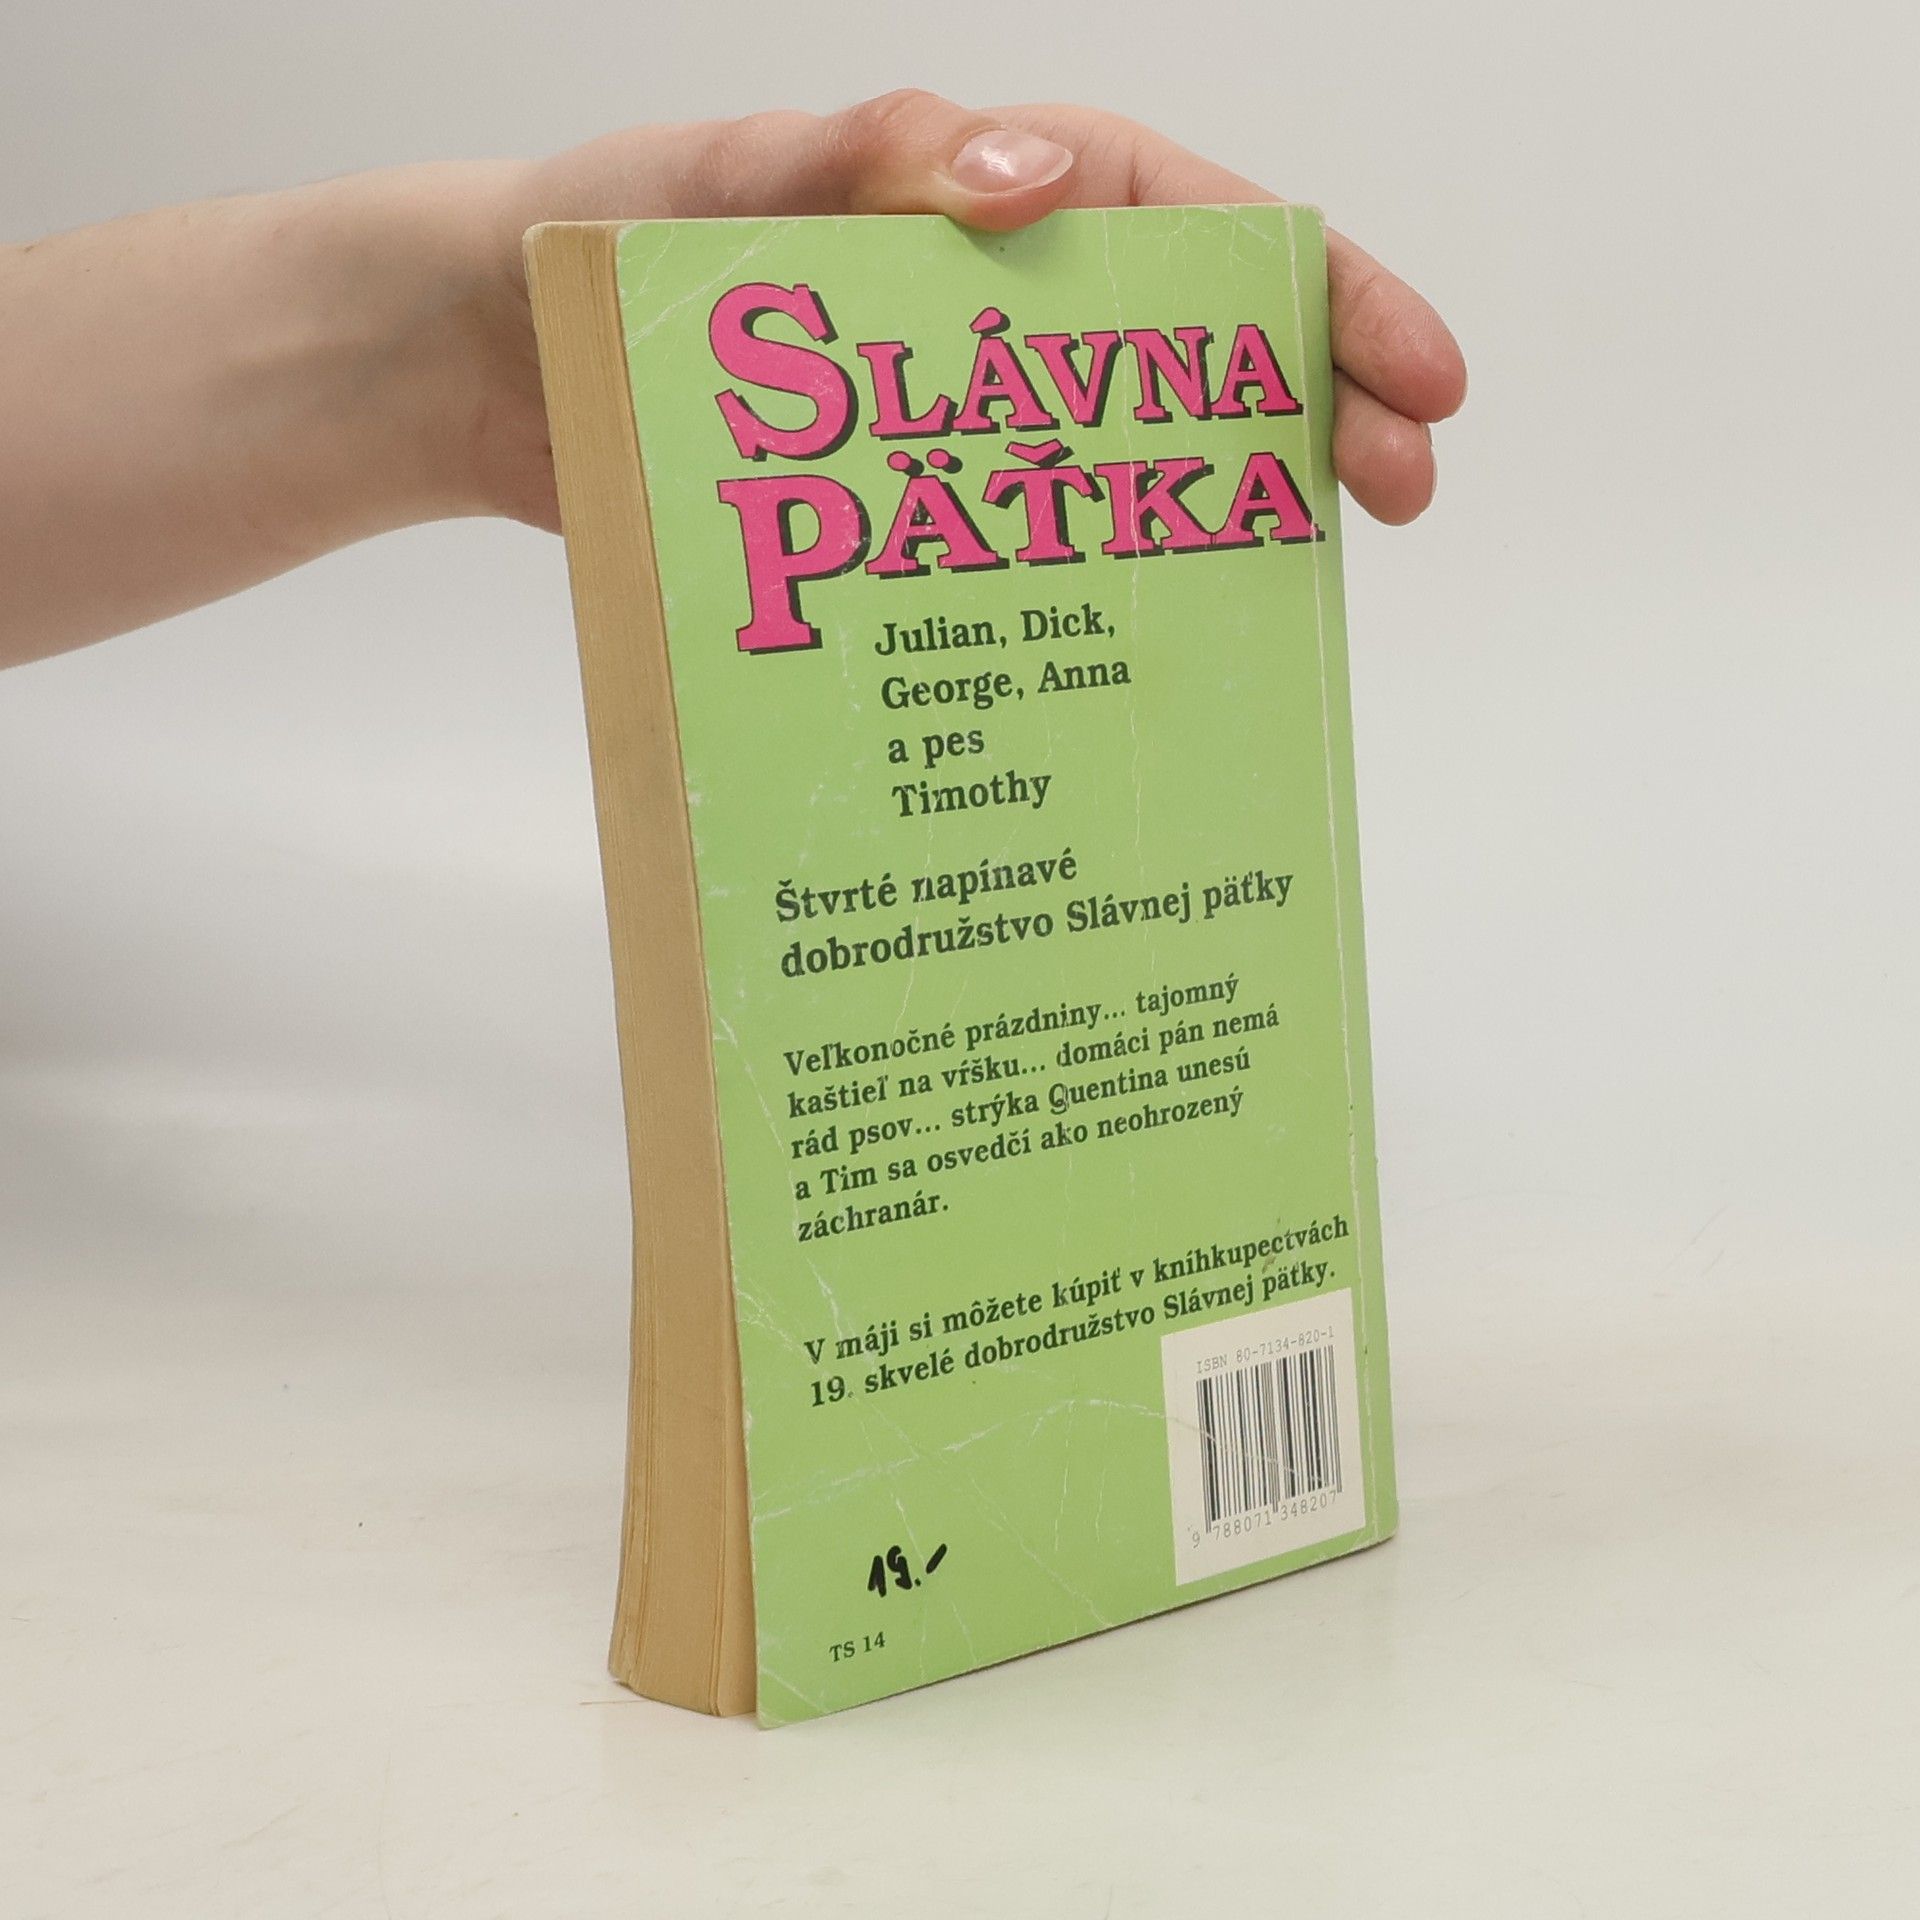 SLÁVNA
PÄŤKA
Julian, Dick,
George, Anna
a pes
Timothy
Štvrté napínavé
dobrodružstvo Slávnej päťky
Veľkonočné prázdniny... tajomný
kaštieľ na vŕšku... domáci pán nemá
rád psov... strýka Quentina unesú
a Tim sa osvedčí ako neohrozený
záchranár.
V máji si môžete kúpiť v kníhkupectvách
19. skvelé dobrodružstvo Slávnej päťky.
ISBN 80-7134-820-1
9 788071 348207
19.-
TS 14